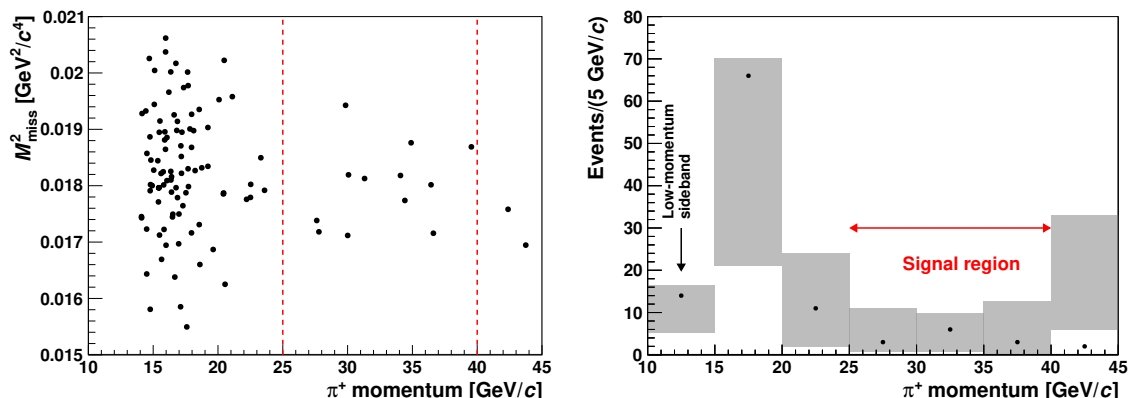 M²miss [GeV²/c⁴]
0.021
0.02
0.019
0.018
0.017
0.016
0.015
10 15 20 25 30 35 40 45
π⁺ momentum [GeV/c]
Events/(5 GeV/c)
80
70
60
50
40
30
20
10
0
Low-momentum
sideband
Signal region
10 15 20 25 30 35 40 45
π⁺ momentum [GeV/c]